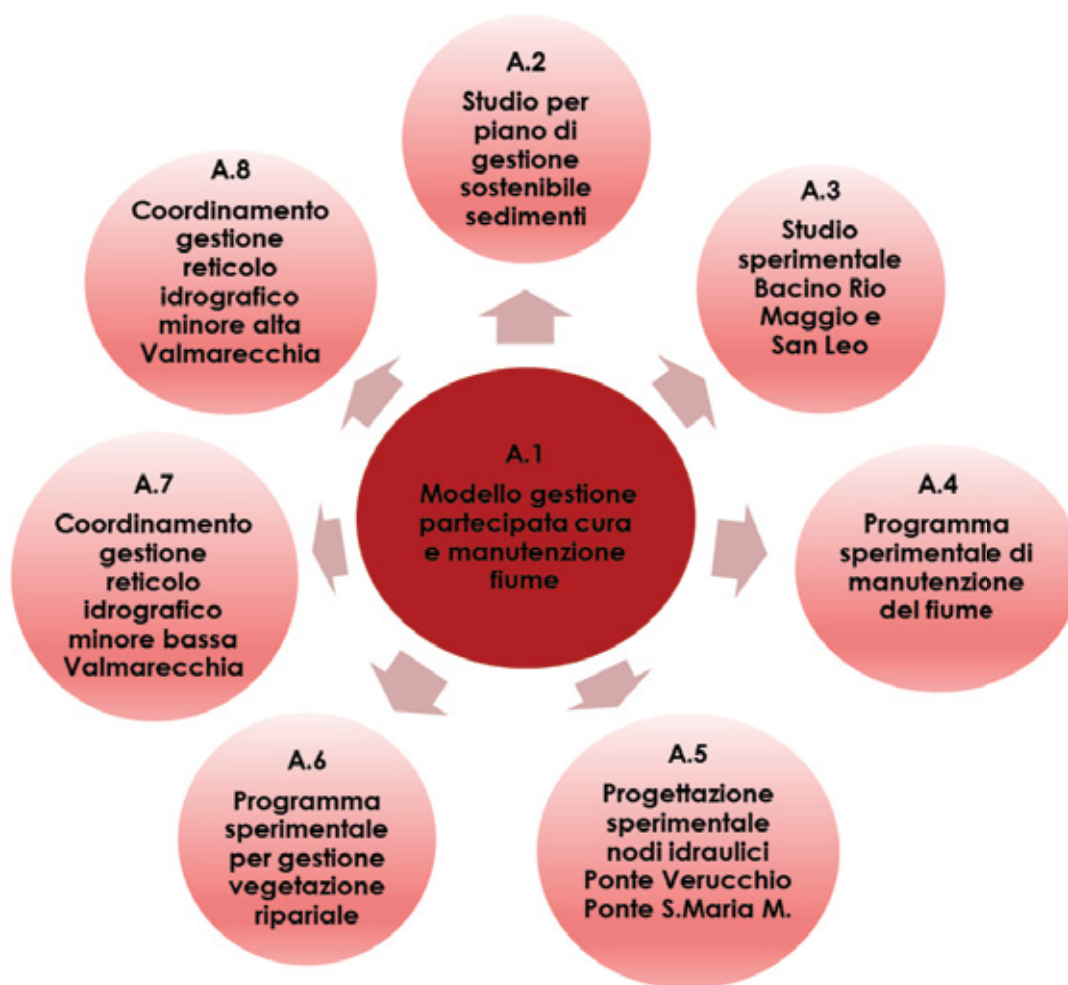 A.2
Studio per
piano di
gestione
sostenibile
sedimenti
A.3
Studio
sperimentale
Bacino Rio
Maggio e
San Leo
A.4
Programma
sperimentale di
manutenzione
del fiume
A.5
Progettazione
sperimentale
nodi idraulici
Ponte Verucchio
Ponte S.Maria M.
A.6
Programma
sperimentale
per gestione
vegetazione
ripariale
A.7
Coordinamento
gestione
reticolo
idrografico
minore bassa
Valmarecchia
A.8
Coordinamento
gestione
reticolo
idrografico
minore alta
Valmarecchia
A.1
Modello gestione
partecipata cura
e manutenzione
fiume